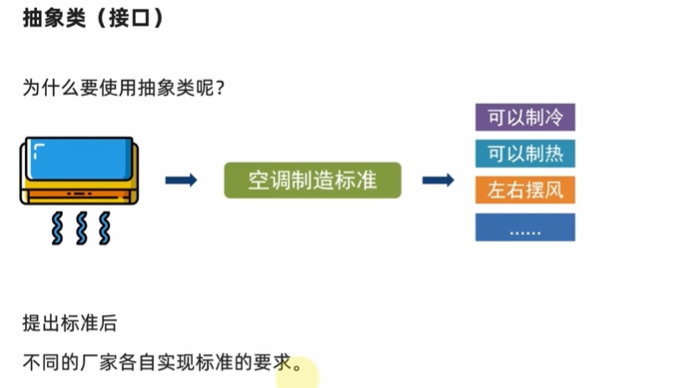 抽象类（接口）
为什么要使用抽象类呢？
空调制造标准
可以制冷
可以制热
左右摆风
......
提出标准后
不同的厂家各自实现标准的要求。